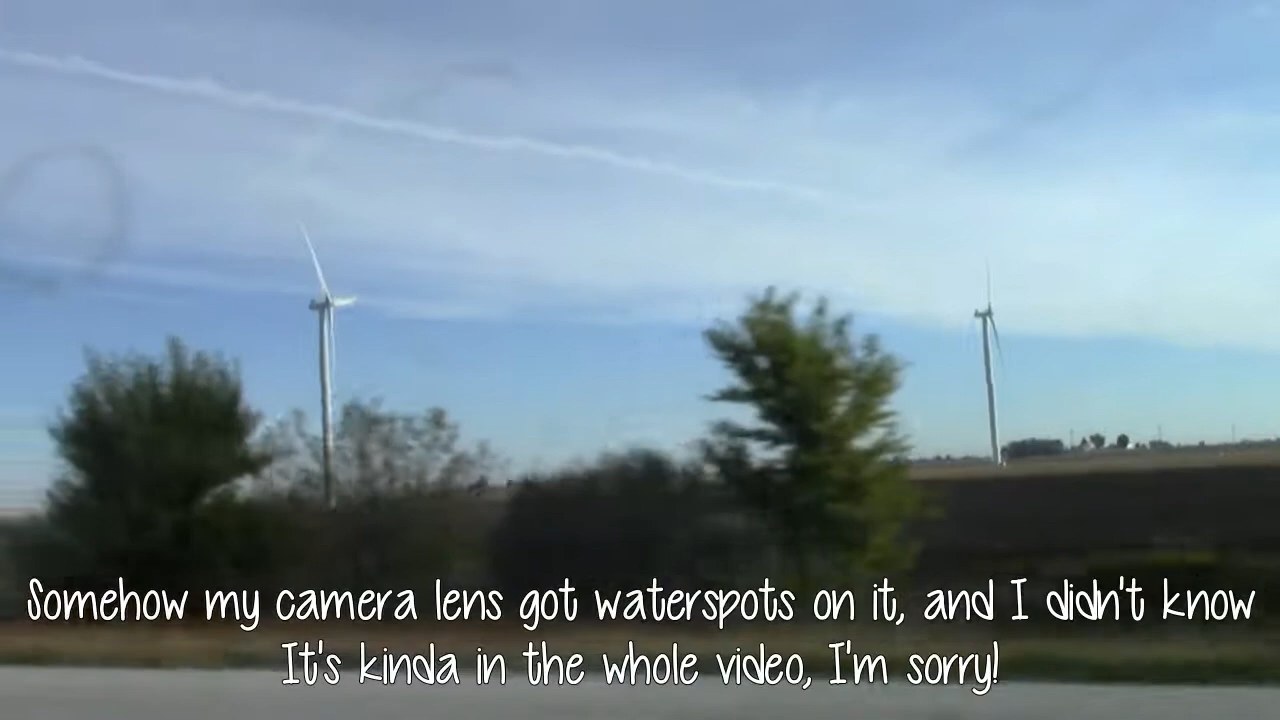 Somehow my camera lens got waterspots on it, and I didn't know
It's kinda in the whole video, I'm sorry!